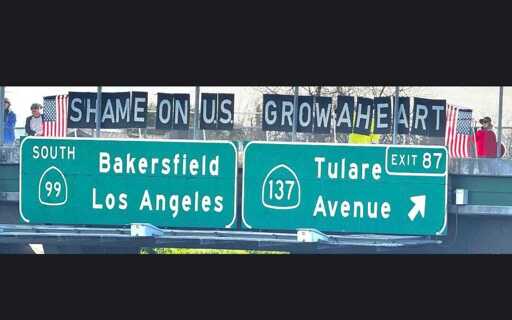 SHAME ON U.S. GROW A HEART
SOUTH
99
Bakersfield
Los Angeles
EXIT 87
137
Tulare
Avenue